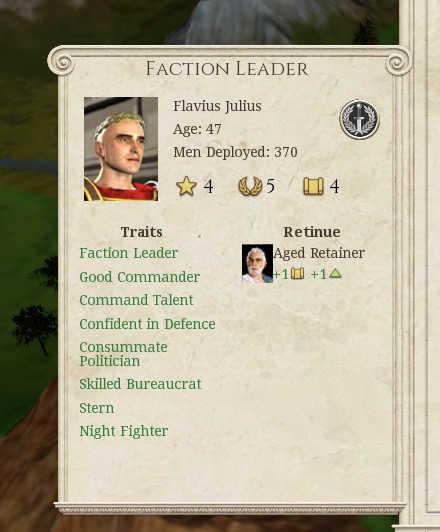 Faction Leader
Flavius Julius
Age: 47
Men Deployed: 370
4 5 4
Traits
Retinue
Faction Leader
Good Commander
Command Talent
Confident in Defence
Consummate
Politician
Skilled Bureaucrat
Stern
Night Fighter
Aged Retainer
+1 +1